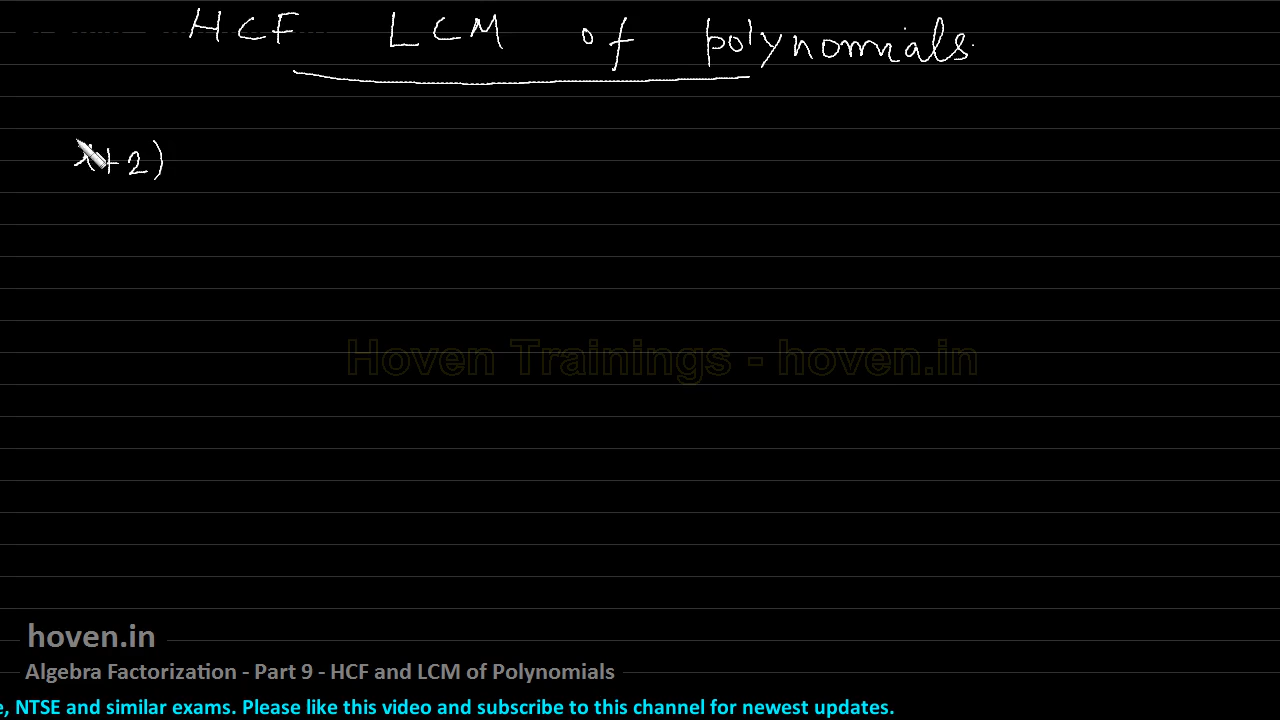 HCF LCM of polynomials
x+2)
Hoven Trainings - hoven.in
hoven.in
Algebra Factorization - Part 9 - HCF and LCM of Polynomials
, NTSE and similar exams. Please like this video and subscribe to this channel for newest updates.